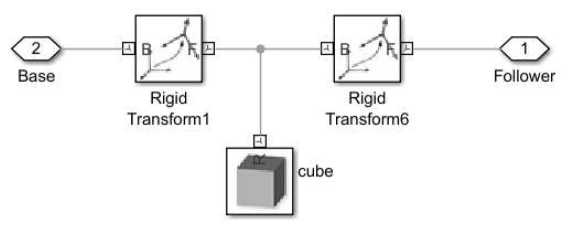 2
Base
B
F
Rigid
Transform1
B
F
Rigid
Transform6
1
Follower
R
cube